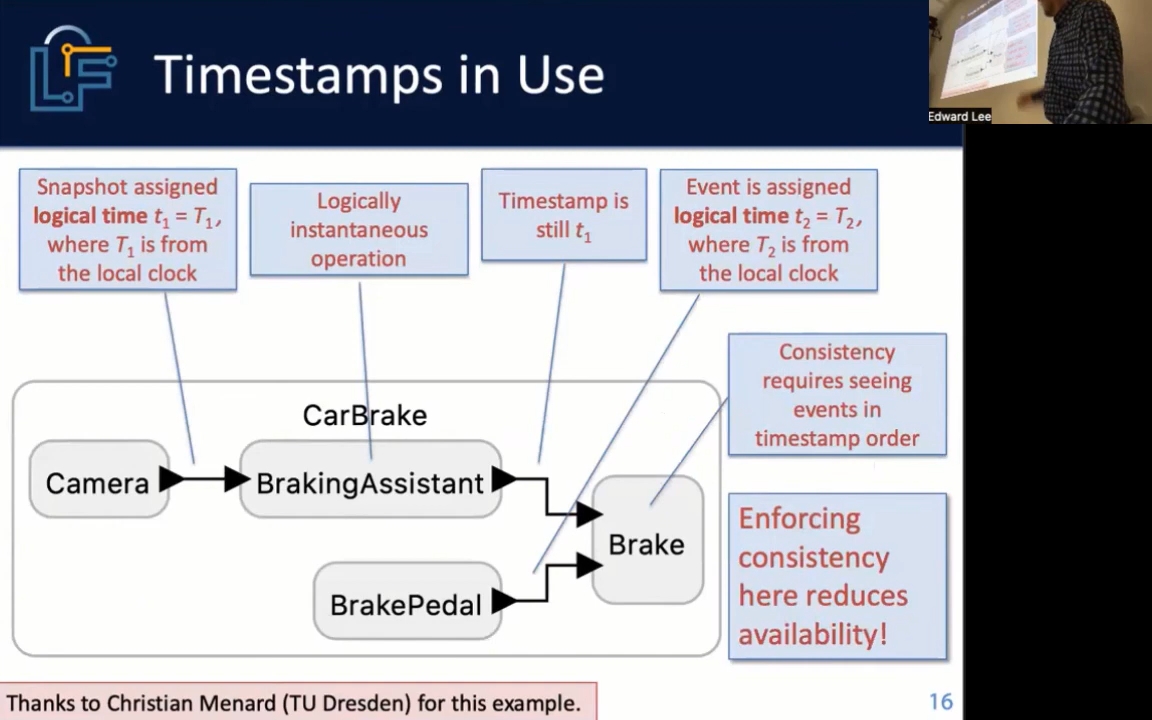 Timestamps in Use
Edward Lee
Snapshot assigned
logical time t₁ = T₁,
where T₁ is from
the local clock
Logically
instantaneous
operation
Timestamp is
still t₁
Event is assigned
logical time t₂ = T₂,
where T₂ is from
the local clock
Consistency
requires seeing
events in
timestamp order
CarBrake
Camera
BrakingAssistant
Brake
BrakePedal
Enforcing
consistency
here reduces
availability!
Thanks to Christian Menard (TU Dresden) for this example.
16